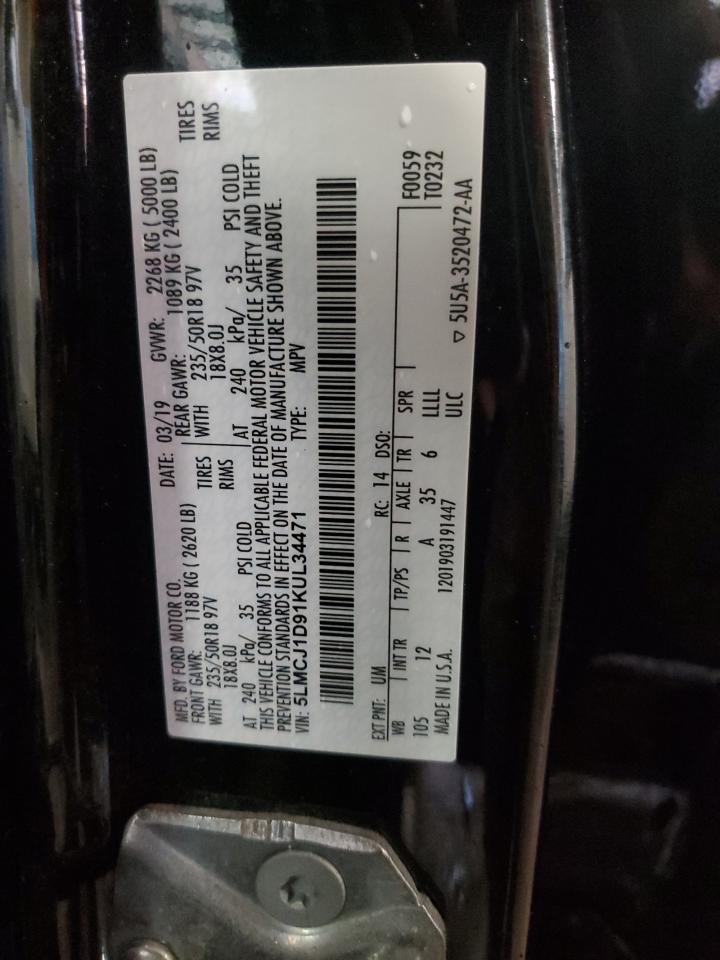 MFD. BY FORD MOTOR CO.
DATE: 03/19 GVWR: 2268 KG ( 5000 LB)
FRONT GAWR: 1188 KG ( 2620 LB) REAR GAWR: 1089 KG ( 2400 LB)
WITH 235/50R18 97V TIRES WITH 235/50R18 97V TIRES
18X8.0J RIMS 18X8.0J RIMS
AT 240 kPa/ 35 PSI COLD AT 240 kPa/ 35 PSI COLD
THIS VEHICLE CONFORMS TO ALL APPLICABLE FEDERAL MOTOR VEHICLE SAFETY AND THEFT
PREVENTION STANDARDS IN EFFECT ON THE DATE OF MANUFACTURE SHOWN ABOVE.
VIN: 5LMCJ1D91KUL34471 TYPE: MPV
EXT PNT: UM RC: 14 DSO: F0059
WB INT TR TP/PS R AXLE TR SPR T0232
105 12 A 35 6 LLLL
MADE IN U.S.A. 1201903191447 ULC ▽ 5U5A-3520472-AA